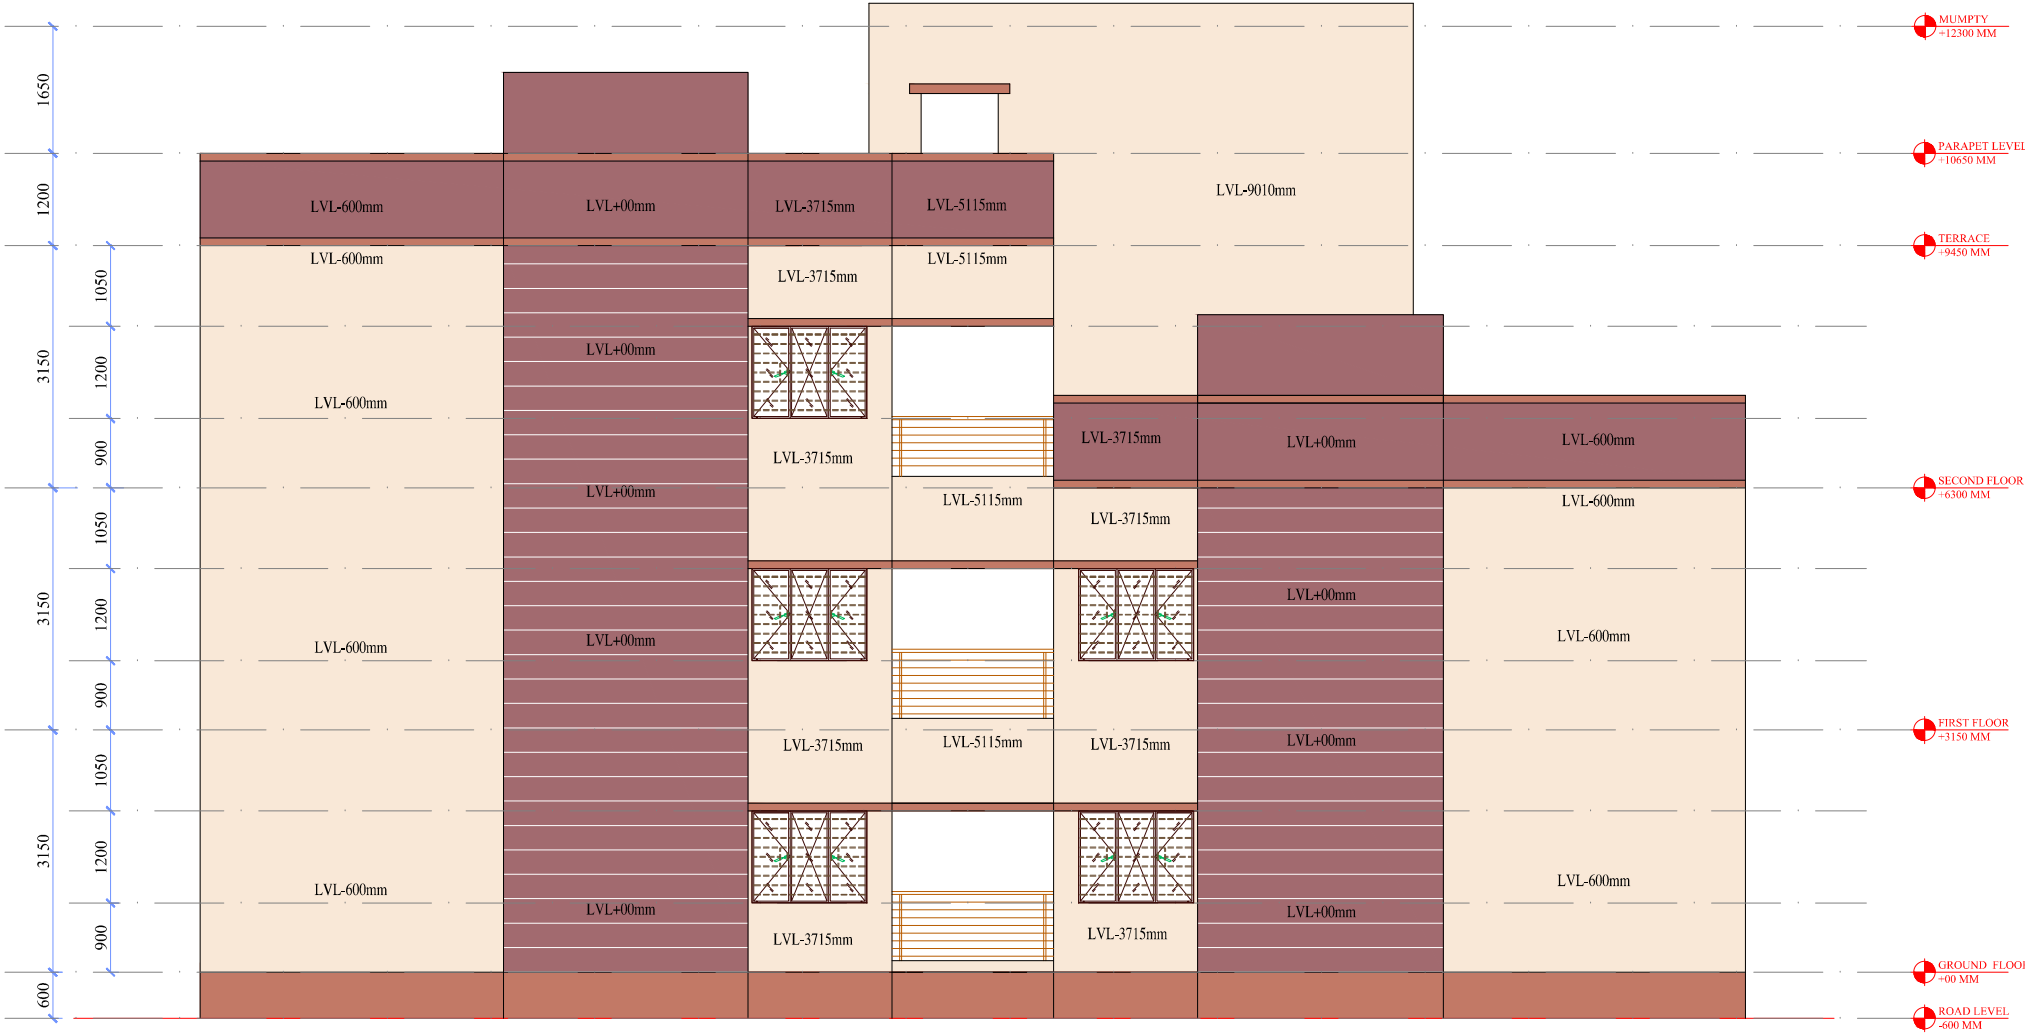 MUMPTY
+12300 MM
1650
PARAPET LEVEL
+10650 MM
LVL-9010mm
1200
LVL-600mm
LVL+00mm
LVL-3715mm
LVL-5115mm
TERRACE
+9450 MM
LVL-600mm
LVL-5115mm
LVL-3715mm
1050
LVL+00mm
3150
1200
LVL-600mm
LVL-3715mm
LVL+00mm
LVL-600mm
900
LVL-3715mm
SECOND FLOOR
+6300 MM
LVL+00mm
LVL-5115mm
LVL-600mm
LVL-3715mm
1050
LVL+00mm
3150
1200
LVL-600mm
LVL+00mm
LVL-600mm
900
FIRST FLOOR
+3150 MM
LVL-3715mm
LVL-5115mm
LVL-3715mm
LVL+00mm
1050
3150
1200
LVL-600mm
LVL-600mm
LVL+00mm
LVL+00mm
900
LVL-3715mm
LVL-3715mm
GROUND FLOOI
+00 MM
600
ROAD LEVEL
-600 MM